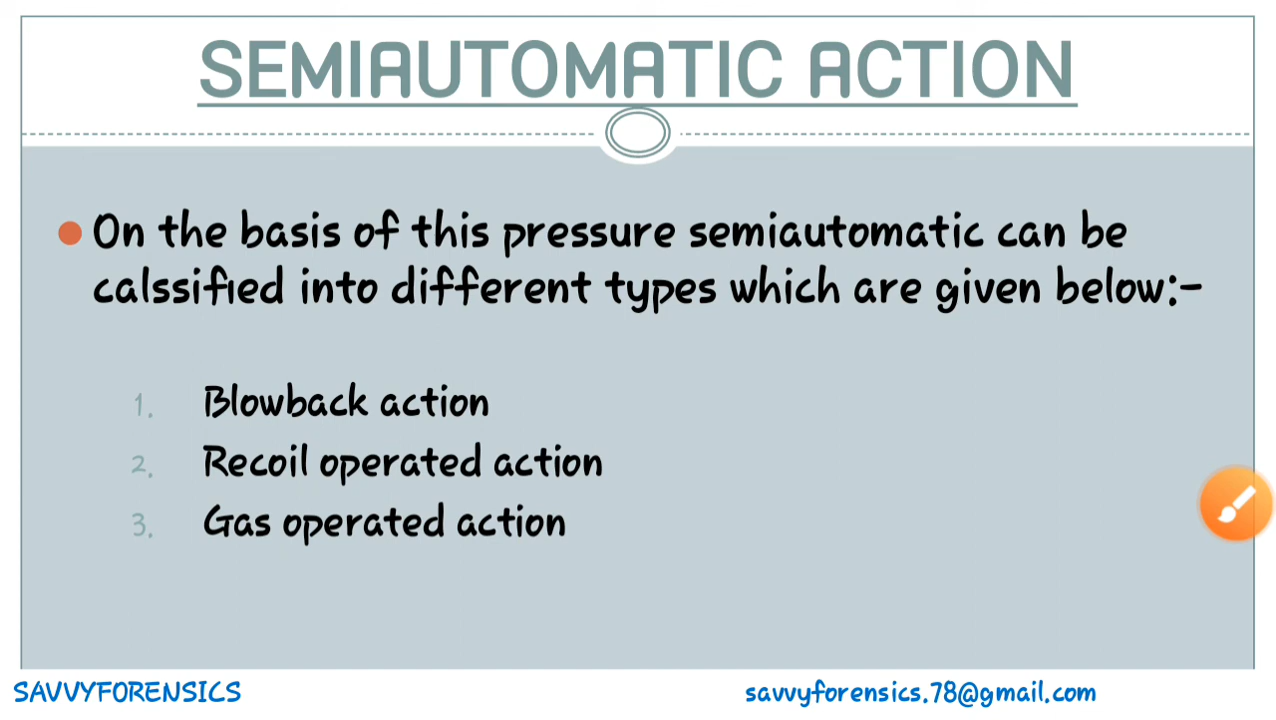 SEMIAUTOMATIC ACTION
On the basis of this pressure semiautomatic can be
calssified into different types which are given below:-
1. Blowback action
2. Recoil operated action
3. Gas operated action
SAVVYFORENSICS
savvyforensics.78@gmail.com